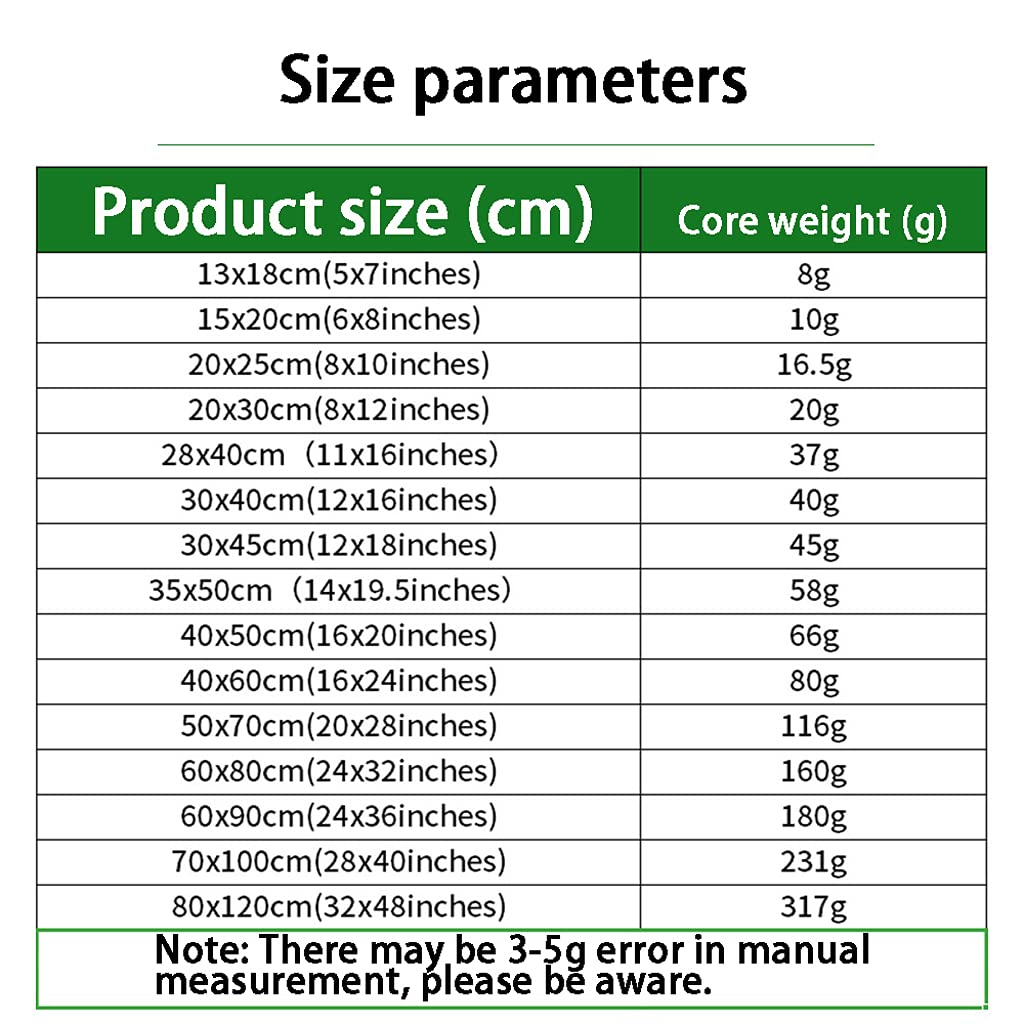 Size parameters
Product size (cm) Core weight (g)
13x18cm(5x7inches) 8g
15x20cm(6x8inches) 10g
20x25cm(8x10inches) 16.5g
20x30cm(8x12inches) 20g
28x40cm（11x16inches） 37g
30x40cm(12x16inches) 40g
30x45cm(12x18inches) 45g
35x50cm（14x19.5inches） 58g
40x50cm(16x20inches) 66g
40x60cm(16x24inches) 80g
50x70cm(20x28inches) 116g
60x80cm(24x32inches) 160g
60x90cm(24x36inches) 180g
70x100cm(28x40inches) 231g
80x120cm(32x48inches) 317g
Note: There may be 3-5g error in manual
measurement, please be aware.